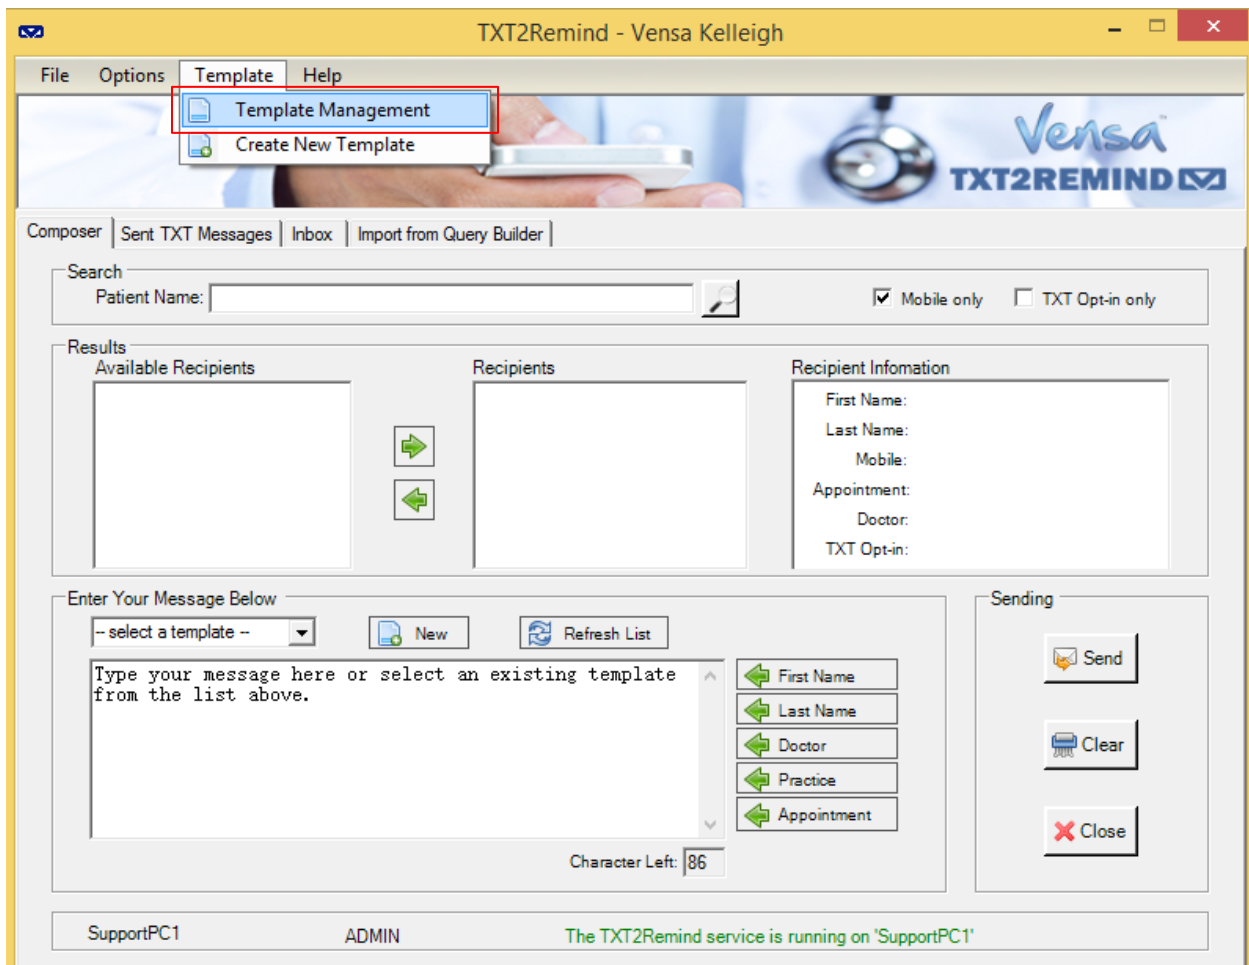 TXT2Remind - Vensa Kelleigh
File Options Template Help
Template Management
Create New Template
Vensa™
TXT2REMIND
Composer Sent TXT Messages Inbox Import from Query Builder
Search
Patient Name: Mobile only TXT Opt-in only
Results
Available Recipients Recipients Recipient Infomation
First Name:
Last Name:
Mobile:
Appointment:
Doctor:
TXT Opt-in:
Enter Your Message Below Sending
-- select a template -- New Refresh List
Type your message here or select an existing template
from the list above.
First Name
Last Name
Doctor
Practice
Appointment
Send
Clear
Close
Character Left: 86
SupportPC1 ADMIN The TXT2Remind service is running on 'SupportPC1'